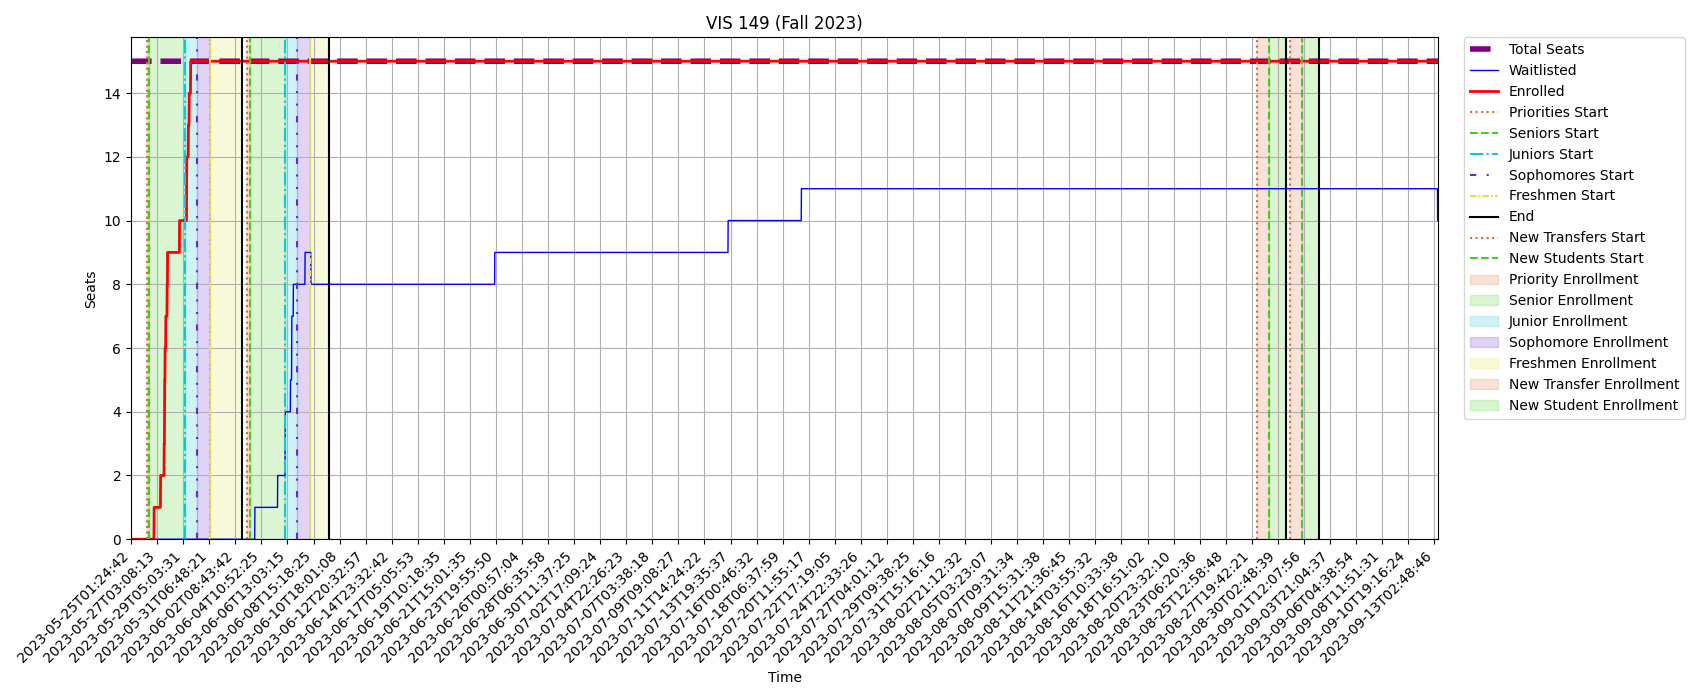 VIS 149 (Fall 2023)
Seats
14
12
10
8
6
4
2
0
2023-05-25T01:24:42
2023-05-27T03:08:13
2023-05-29T05:03:31
2023-05-31T06:48:21
2023-06-02T08:43:42
2023-06-04T10:52:25
2023-06-06T13:03:15
2023-06-08T15:18:25
2023-06-10T18:01:08
2023-06-12T20:32:57
2023-06-14T23:32:42
2023-06-17T05:05:53
2023-06-19T10:18:35
2023-06-21T15:01:35
2023-06-23T19:55:50
2023-06-26T00:57:04
2023-06-28T06:35:58
2023-06-30T11:37:25
2023-07-02T17:09:24
2023-07-04T22:26:23
2023-07-07T03:38:18
2023-07-09T09:08:27
2023-07-11T14:24:22
2023-07-13T19:35:37
2023-07-16T00:46:32
2023-07-18T06:37:59
2023-07-20T11:55:17
2023-07-22T17:19:05
2023-07-24T22:33:26
2023-07-27T04:01:12
2023-07-29T09:38:25
2023-07-31T15:16:16
2023-08-02T21:12:32
2023-08-05T03:23:07
2023-08-07T09:31:34
2023-08-09T15:31:38
2023-08-11T21:36:45
2023-08-14T03:55:32
2023-08-16T10:33:38
2023-08-18T16:51:02
2023-08-20T23:32:10
2023-08-23T06:20:36
2023-08-25T12:58:48
2023-08-27T19:42:21
2023-08-30T02:48:39
2023-09-01T12:07:56
2023-09-03T21:04:37
2023-09-06T04:38:54
2023-09-08T11:51:31
2023-09-10T19:16:24
2023-09-13T02:48:46
Time
Total Seats
Waitlisted
Enrolled
Priorities Start
Seniors Start
Juniors Start
Sophomores Start
Freshmen Start
End
New Transfers Start
New Students Start
Priority Enrollment
Senior Enrollment
Junior Enrollment
Sophomore Enrollment
Freshmen Enrollment
New Transfer Enrollment
New Student Enrollment